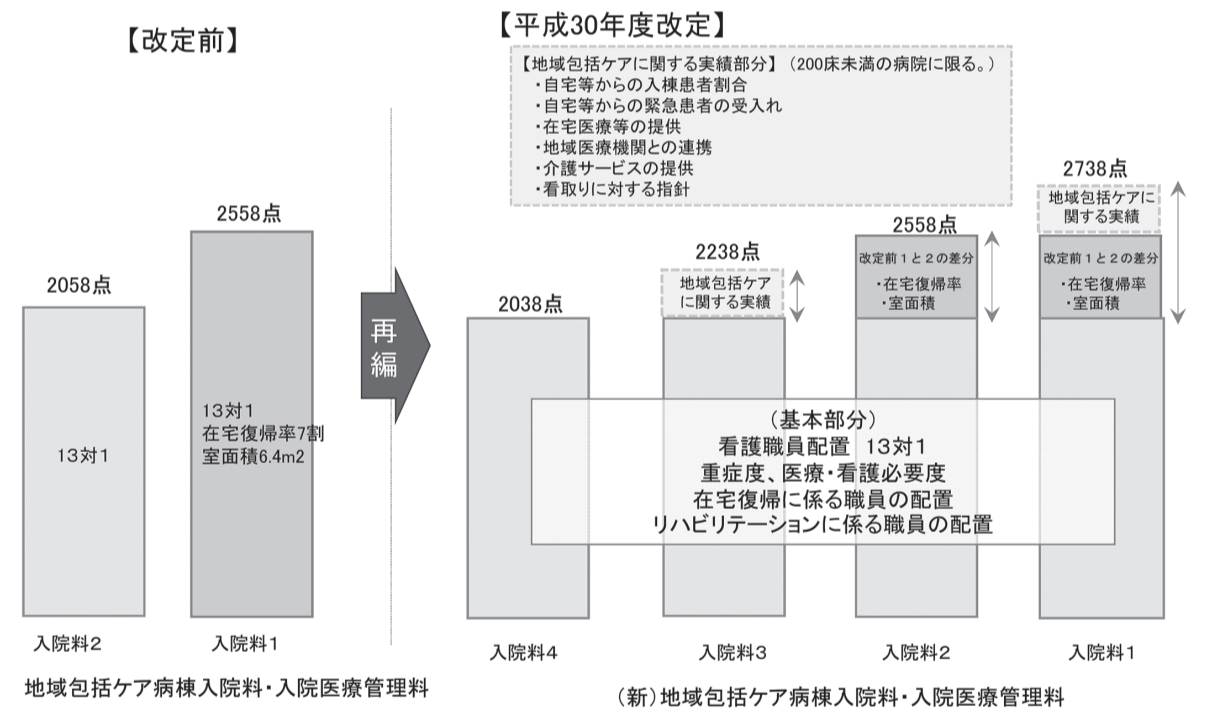 【改定前】
2558点
2058点
13対1
13対1
在宅復帰率7割
室面積6.4m2
入院料2
入院料1
地域包括ケア病棟入院料・入院医療管理料
再
編
【平成30年度改定】
【地域包括ケアに関する実績部分】（200床未満の病院に限る。）
・自宅等からの入棟患者割合
・自宅等からの緊急患者の受入れ
・在宅医療等の提供
・地域医療機関との連携
・介護サービスの提供
・看取りに対する指針
2038点
2238点
地域包括ケア
に関する実績
2558点
改定前１と２の差分
・在宅復帰率
・室面積
2738点
地域包括ケアに
関する実績
改定前１と２の差分
・在宅復帰率
・室面積
（基本部分）
看護職員配置　13対1
重症度、医療・看護必要度
在宅復帰に係る職員の配置
リハビリテーションに係る職員の配置
入院料4
入院料3
入院料2
入院料1
（新）地域包括ケア病棟入院料・入院医療管理料